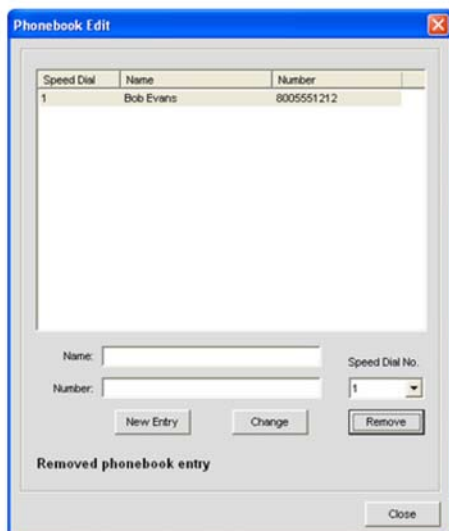 Phonebook Edit
Speed Dial Name Number
1 Bob Evans 8005551212
Name:
Speed Dial No.
Number: 1
New Entry Change Remove
Removed phonebook entry
Close